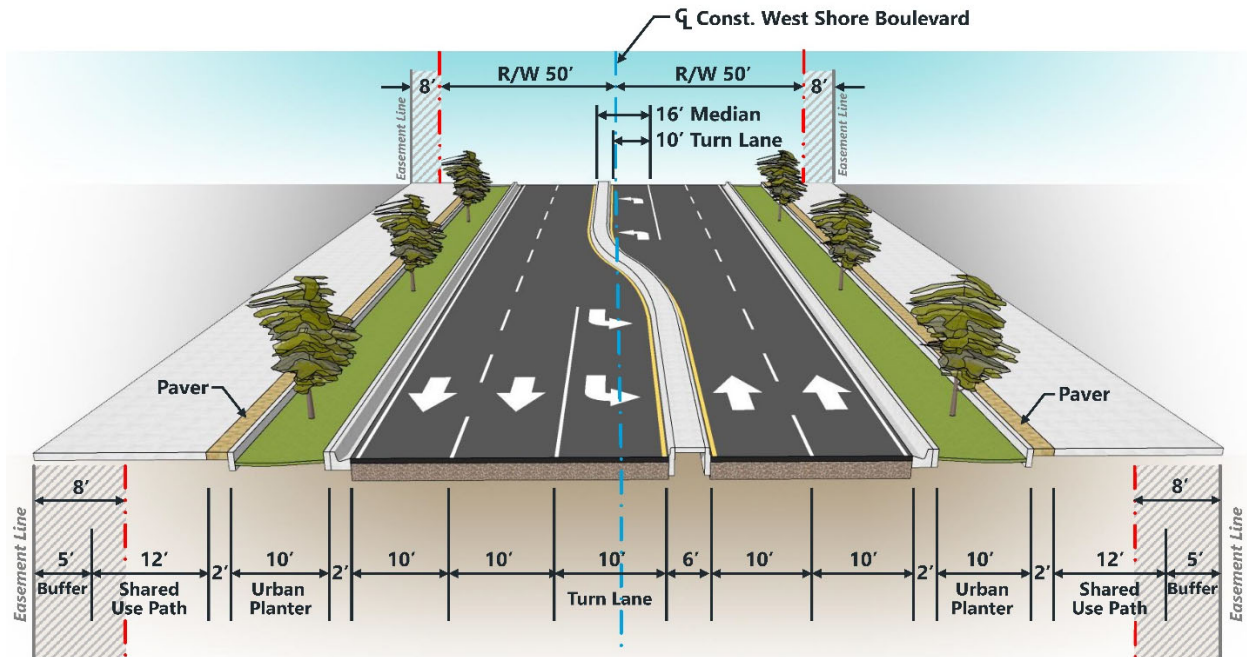 ℄ Const. West Shore Boulevard
R/W 50’ R/W 50’
8’ 8’
16’ Median
10’ Turn Lane
Easement Line
Easement Line
Paver
Paver
8’ 8’
5’ 12’ 2’ 10’ 2’ 10’ 10’ 10’ 6’ 10’ 10’ 2’ 10’ 2’ 12’ 5’
Buffer Shared Use Path Urban Planter Turn Lane Urban Planter Shared Use Path Buffer
Easement Line
Easement Line